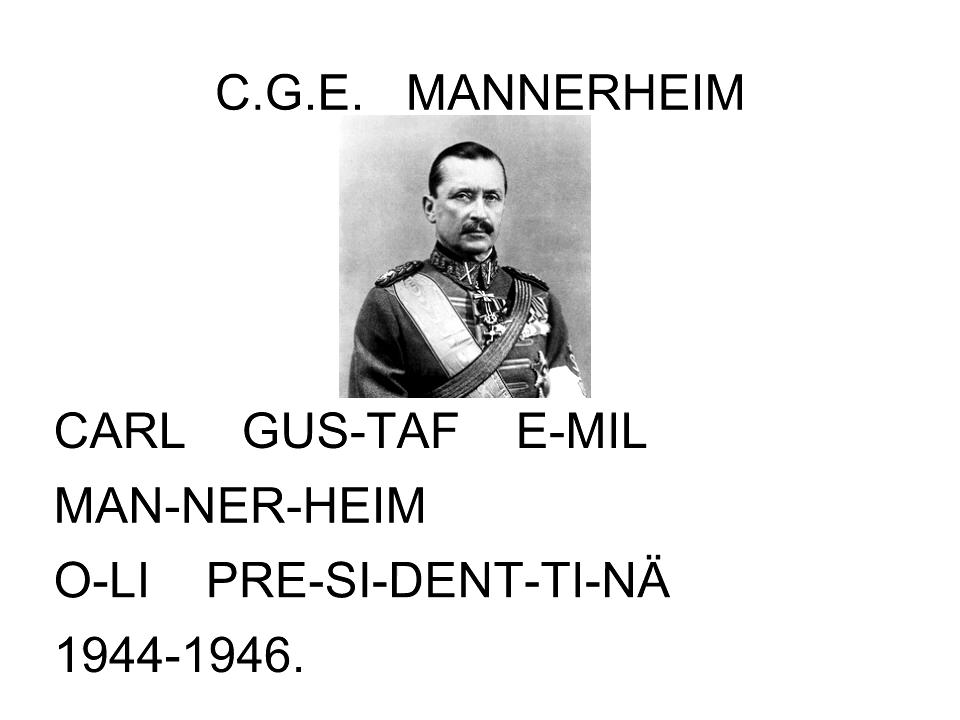 C.G.E. MANNERHEIM
CARL GUS-TAF E-MIL
MAN-NER-HEIM
O-LI PRE-SI-DENT-TI-NÄ
1944-1946.